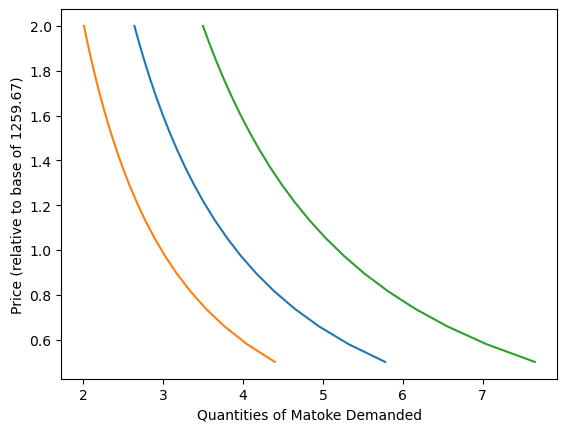 2.0
1.8
1.6
1.4
1.2
1.0
0.8
0.6
Price (relative to base of 1259.67)
2 3 4 5 6 7
Quantities of Matoke Demanded